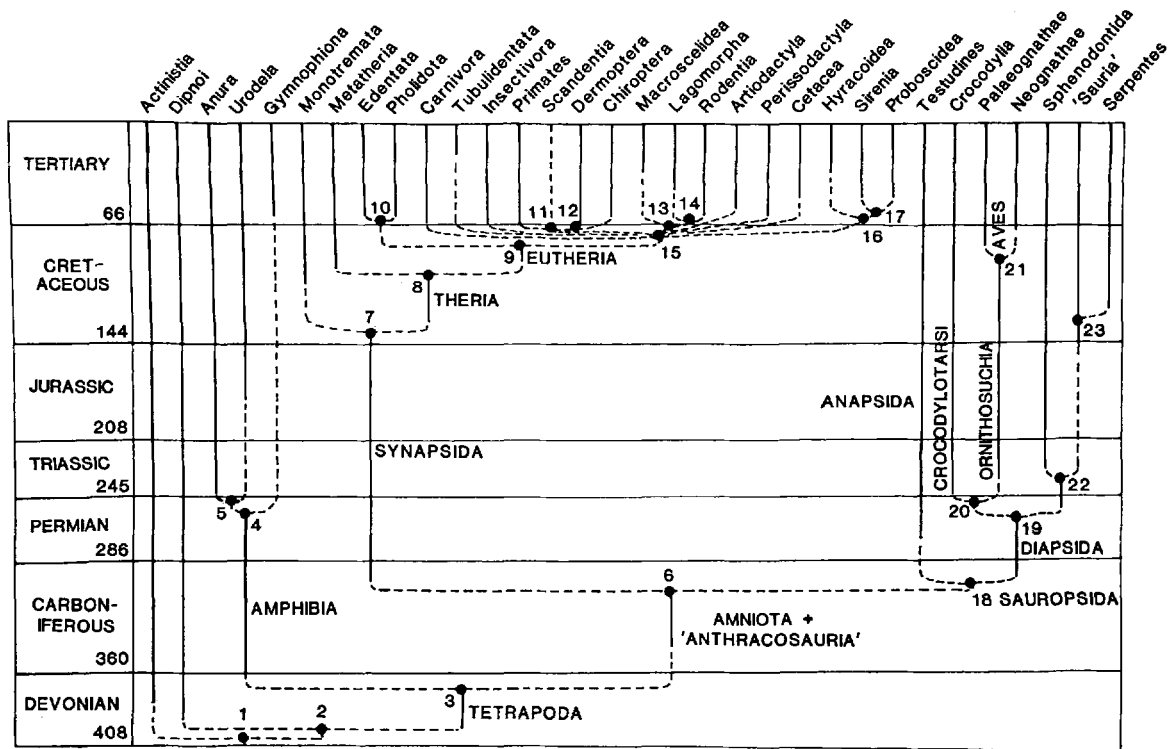 Actinistia
Dipnoi
Anura
Urodela
Gymnophiona
Monotremata
Metatheria
Edentata
Pholidota
Carnivora
Tubulidentata
Insectivora
Primates
Scandentia
Dermoptera
Chiroptera
Macroscelidea
Lagomorpha
Rodentia
Artiodactyla
Perissodactyla
Cetacea
Hyracoidea
Sirenia
Proboscidea
Testudines
Crocodylia
Palaeognathae
Neognathae
Sphenodontida
'Sauria'
Serpentes
TERTIARY
66
10
11
12
13
14
17
16
15
9 EUTHERIA
CRET-
ACEOUS
144
8
THERIA
7
AVES
21
23
JURASSIC
208
SYNAPSIDA
ANAPSIDA
CROCODYLOTARSI
ORNITHOSUCHIA
TRIASSIC
245
22
5
4
20
19
PERMIAN
286
DIAPSIDA
CARBON-
IFEROUS
360
AMPHIBIA
6
18 SAUROPSIDA
AMNIOTA +
'ANTHRACOSAURIA'
DEVONIAN
408
3
TETRAPODA
1
2